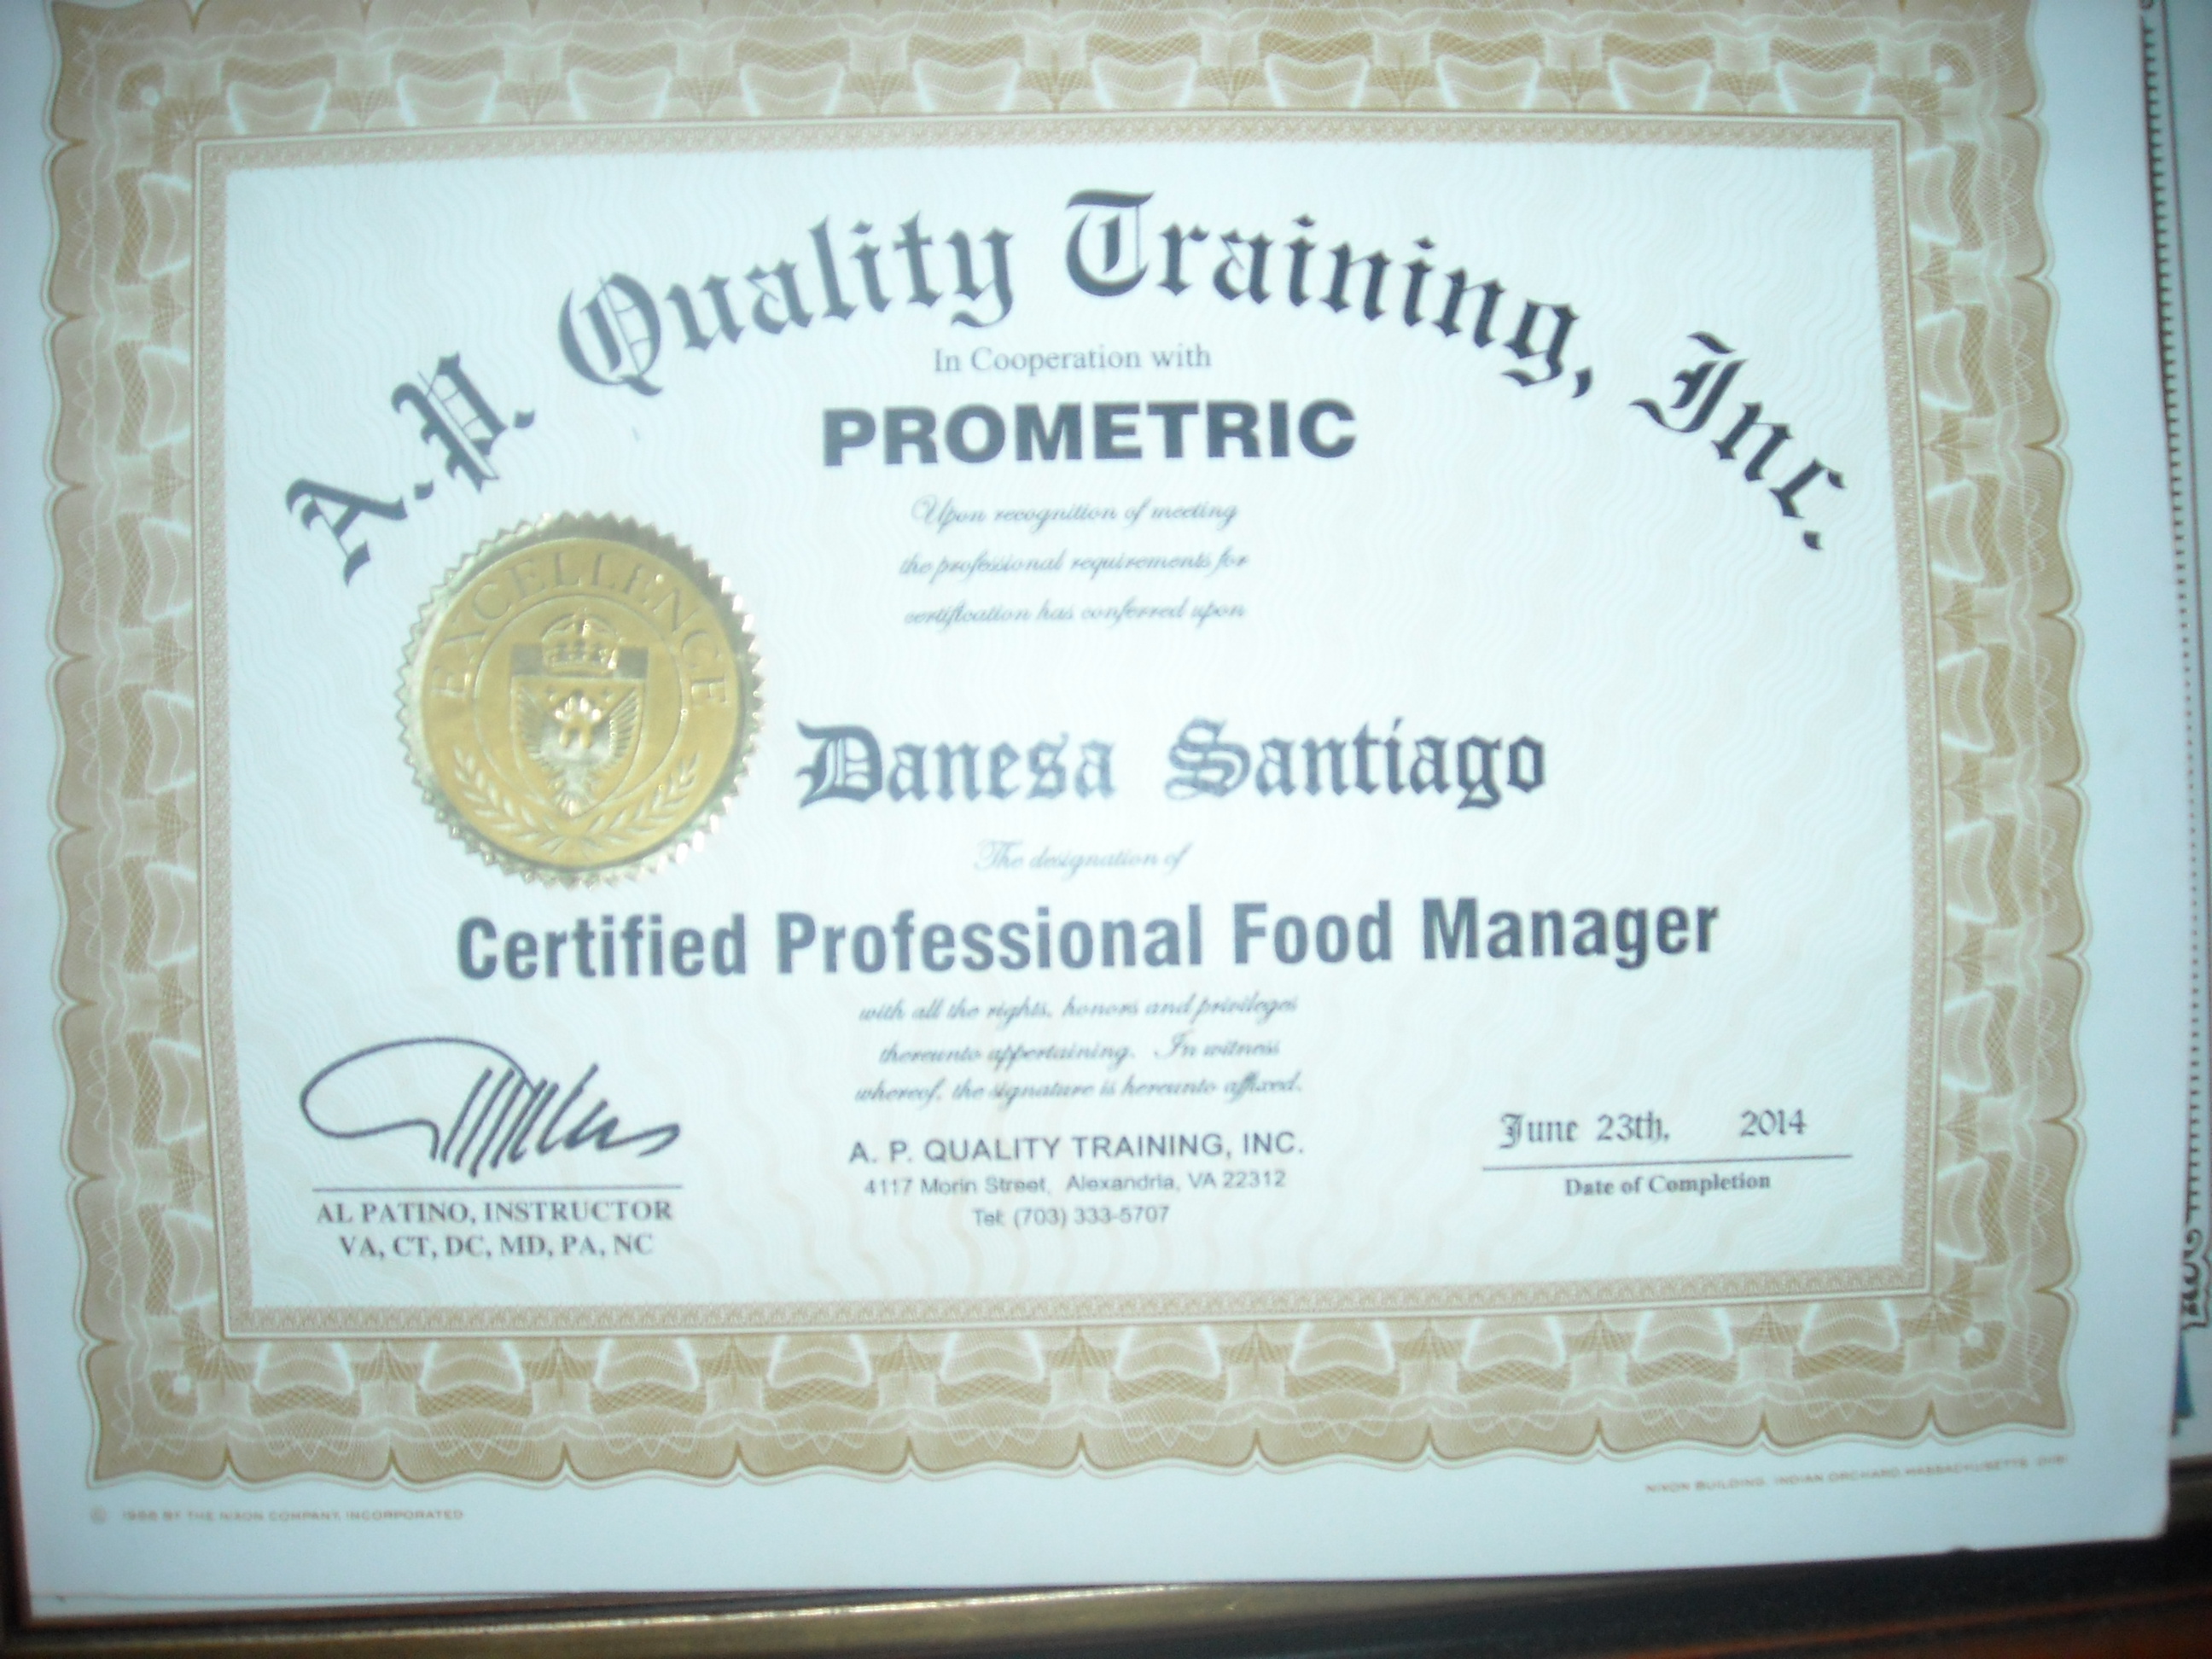 A.P. Quality Training, Inc.
In Cooperation with
PROMETRIC
Upon recognition of meeting
the professional requirements for
certification has conferred upon
EXCELLENCE
Danesa Santiago
The designation of
Certified Professional Food Manager
with all the rights, honors and privileges
thereunto appertaining. In witness
whereof, the signature is hereunto affixed.
AL PATINO, INSTRUCTOR
VA, CT, DC, MD, PA, NC
A. P. QUALITY TRAINING, INC.
4117 Morin Street, Alexandria, VA 22312
Tel: (703) 333-5707
June 23th, 2014
Date of Completion
© 1988 BY THE NIXON COMPANY, INCORPORATED
NIXON BUILDING, INDIAN ORCHARD, MASSACHUSETTS